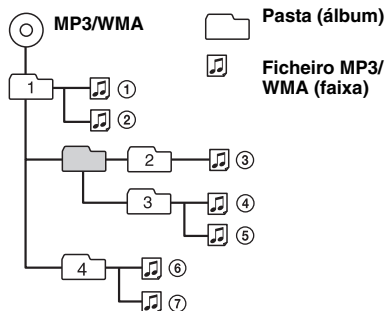 MP3/WMA
Pasta (álbum)
Ficheiro MP3/
WMA (faixa)
1
①
②
2
③
3
④
⑤
4
⑥
⑦